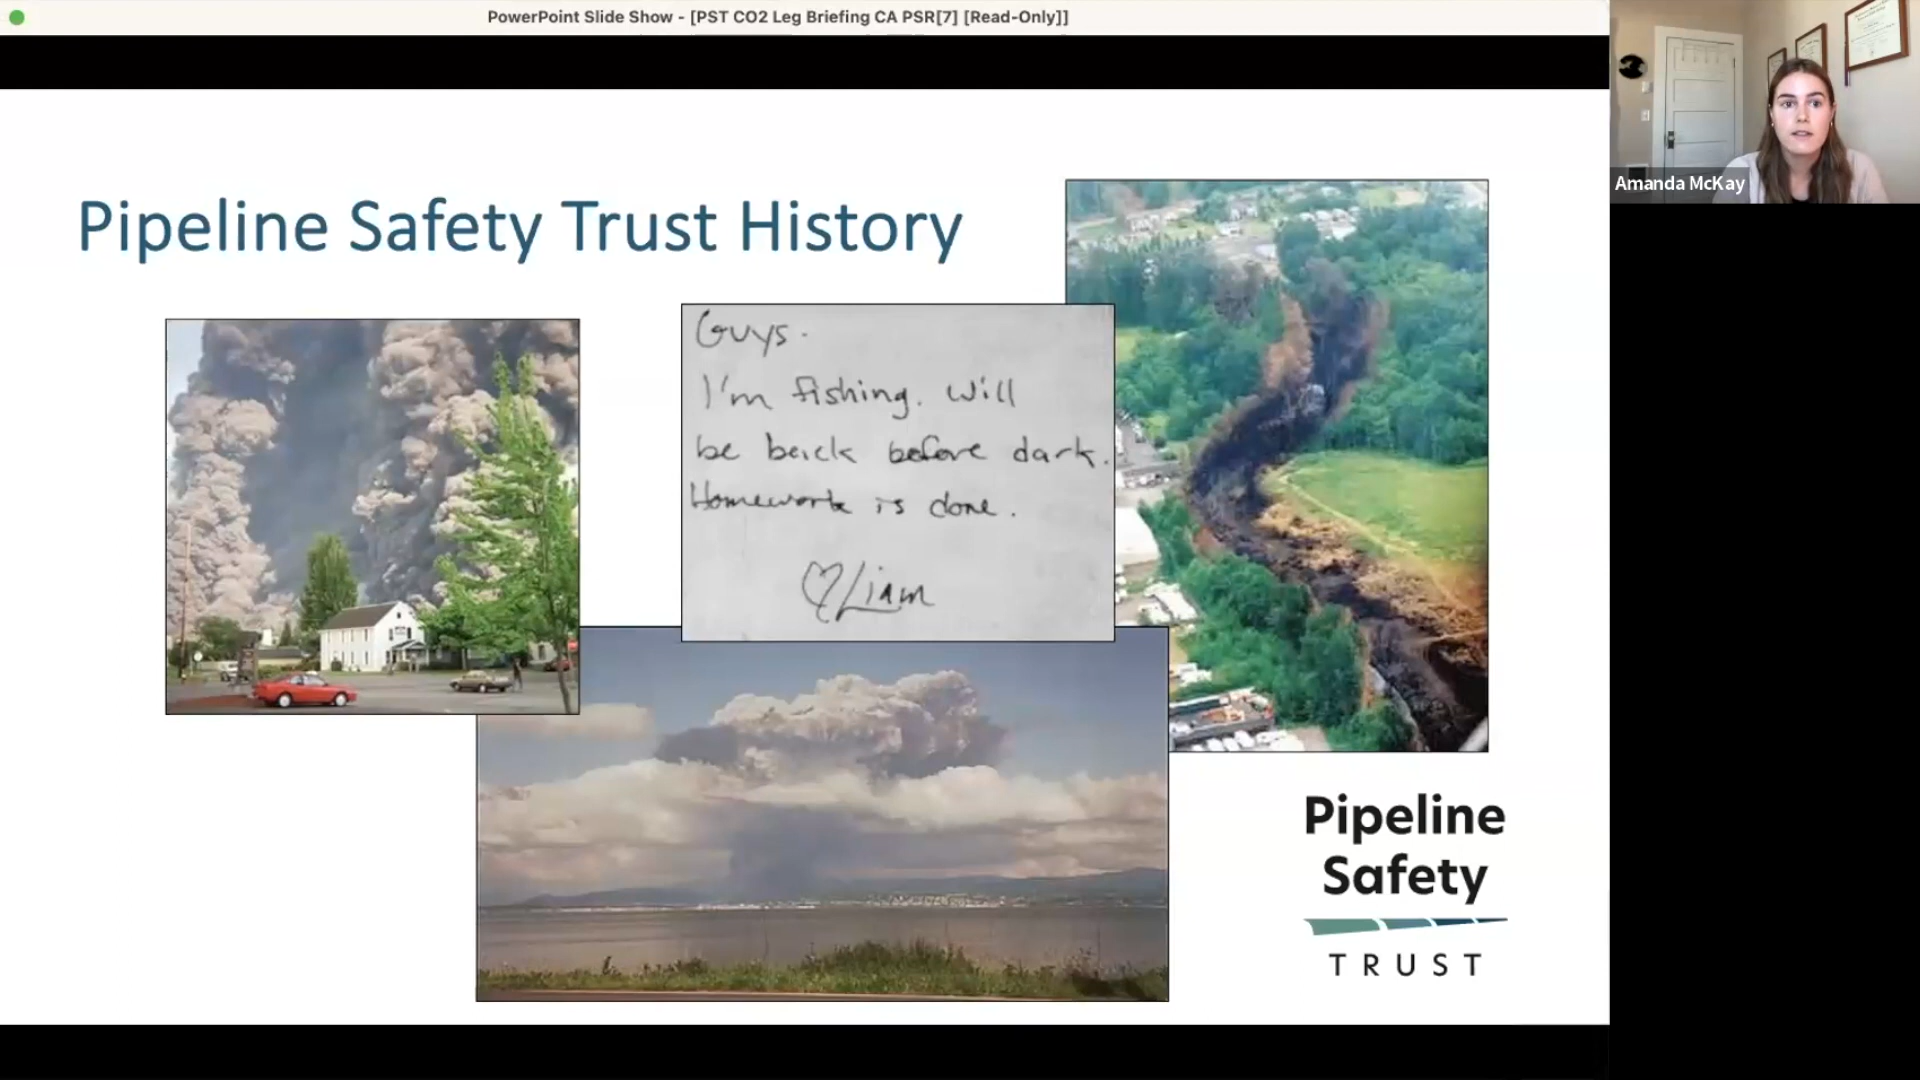 PowerPoint Slide Show - [PST CO2 Leg Briefing CA PSR[7] [Read-Only]]
Amanda McKay
Pipeline Safety Trust History
Guys.
I'm fishing. Will
be back before dark.
Homework is done.
♡Liam
Pipeline
Safety
TRUST